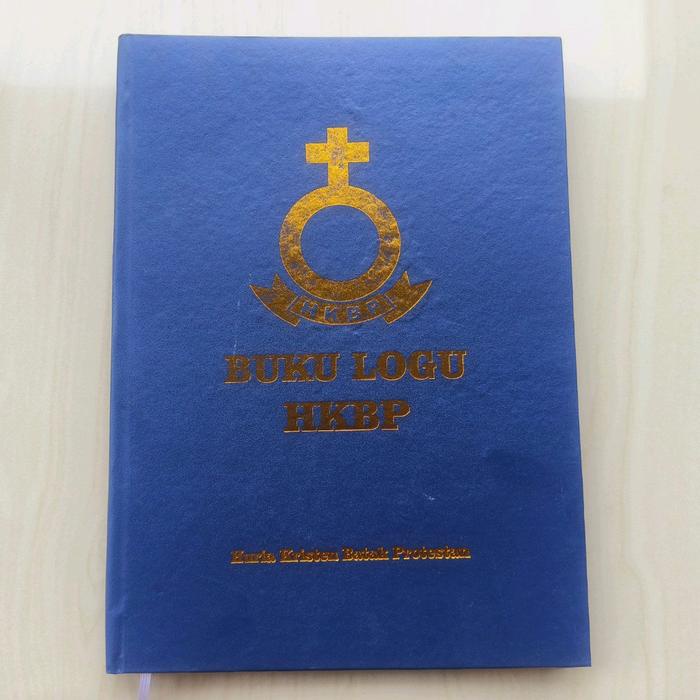 HKBP
BUKU LOGU
HKBP
Huria Kristen Batak Protestan